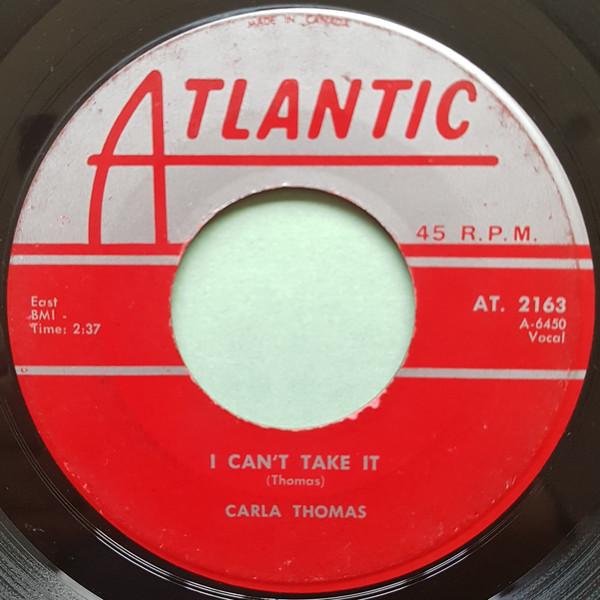 MADE IN CANADA
ATLANTIC
45 R.P.M.
East
BMI -
Time: 2:37
AT. 2163
A-6450
Vocal
I CAN'T TAKE IT
(Thomas)
CARLA THOMAS